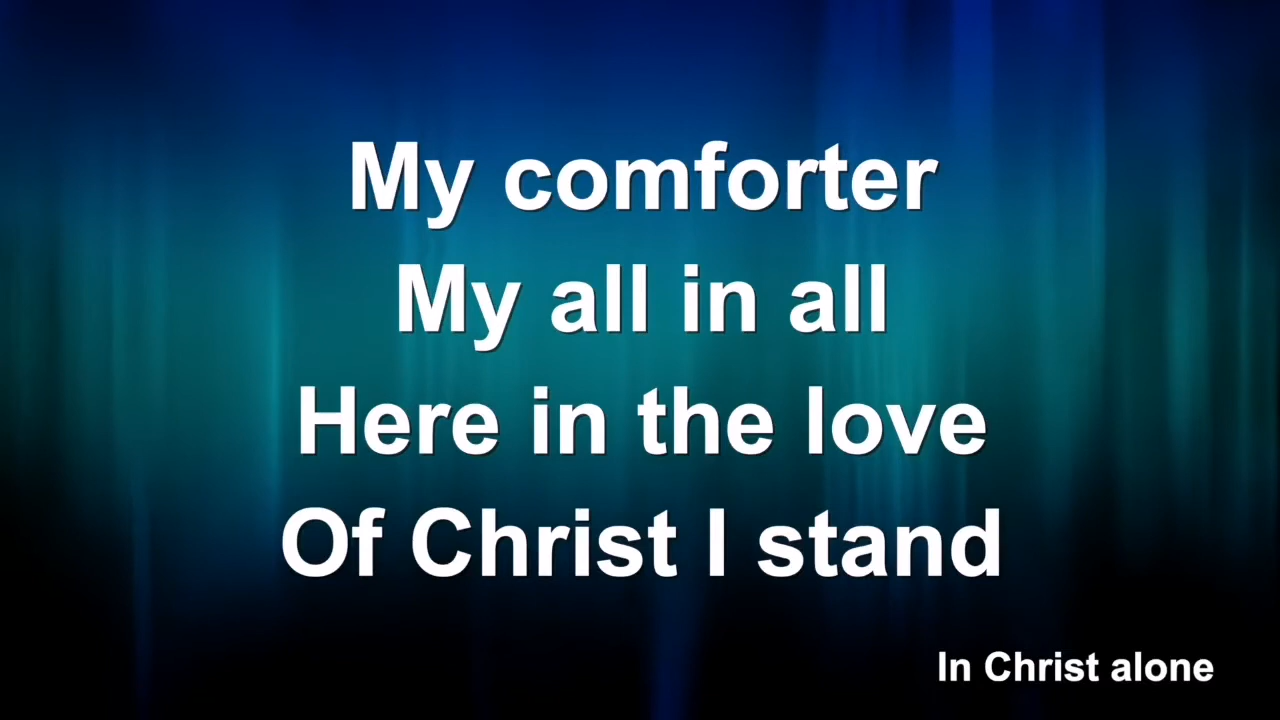 My comforter
My all in all
Here in the love
Of Christ I stand
In Christ alone